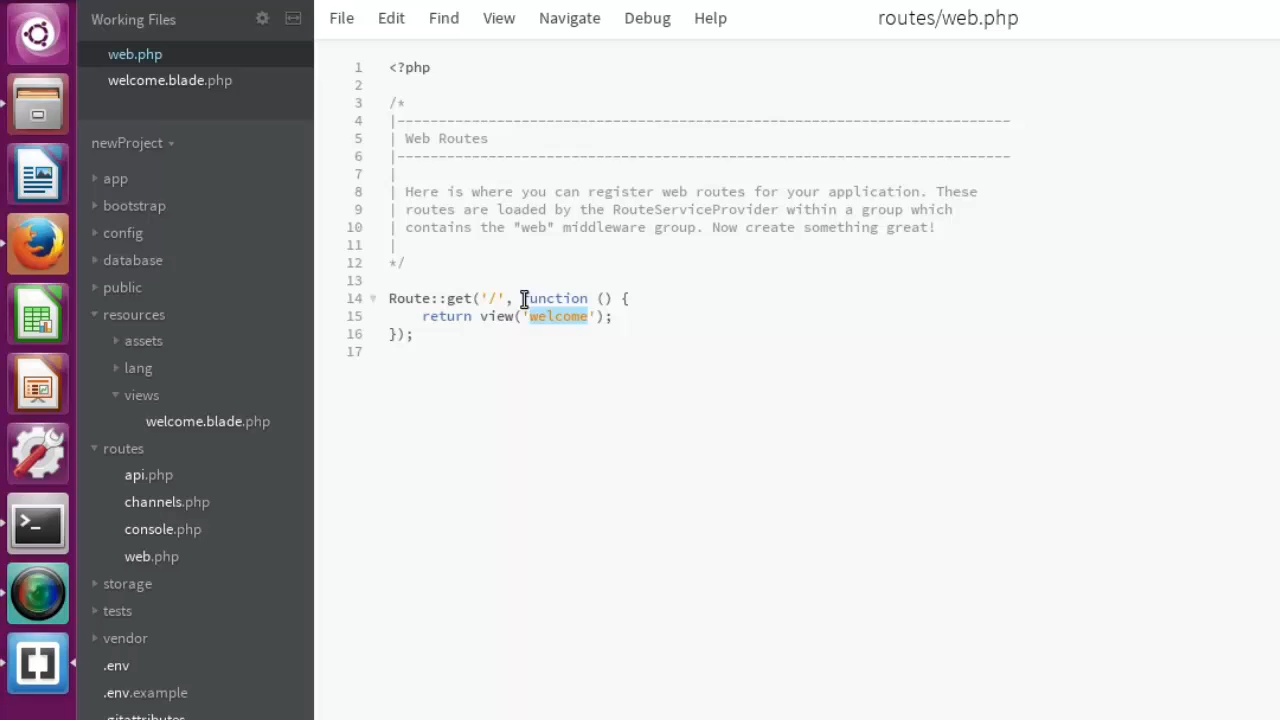 Working Files
web.php
welcome.blade.php
newProject
app
bootstrap
config
database
public
resources
assets
lang
views
welcome.blade.php
routes
api.php
channels.php
console.php
web.php
storage
tests
vendor
.env
.env.example
.gitattributes
File Edit Find View Navigate Debug Help
routes/web.php
1 <?php
2
3 /*
4 |--------------------------------------------------------------------------
5 | Web Routes
6 |--------------------------------------------------------------------------
7 |
8 | Here is where you can register web routes for your application. These
9 | routes are loaded by the RouteServiceProvider within a group which
10 | contains the "web" middleware group. Now create something great!
11 |
12 */
13
14 Route::get('/', function () {
15     return view('welcome');
16 });
17